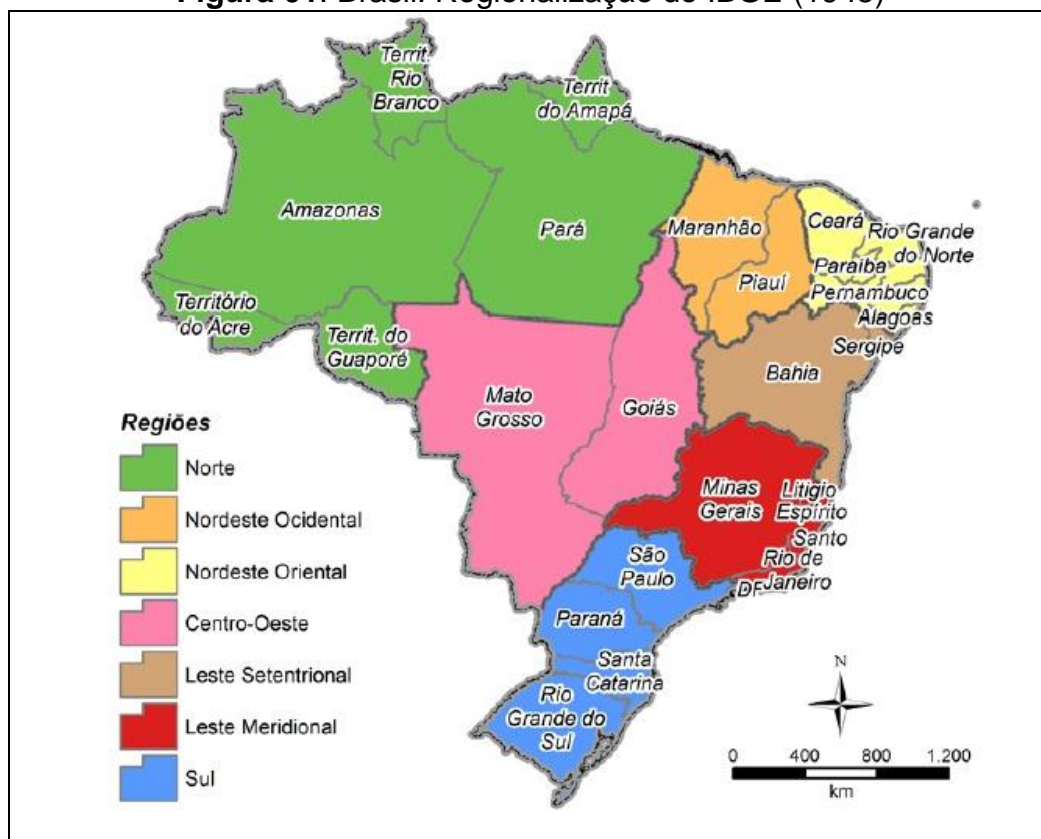 Figura 01: Brasil: Regionalização do IBGE (1945)
Territ.
Rio
Branco
Territ
do Amapá
Amazonas
Pará
Maranhão
Ceará
Rio Grande
do Norte
Paraíba
Piauí
Pernambuco
Alagoas
Sergipe
Território
do Acre
Territ. do
Guaporé
Bahia
Mato
Grosso
Goiás
Minas
Gerais
Litigio
Espírito
Santo
Rio de
Janeiro
DF
São
Paulo
Paraná
Santa
Catarina
Rio
Grande do
Sul
Regiões
Norte
Nordeste Ocidental
Nordeste Oriental
Centro-Oeste
Leste Setentrional
Leste Meridional
Sul
N
0 400 800 1.200
km